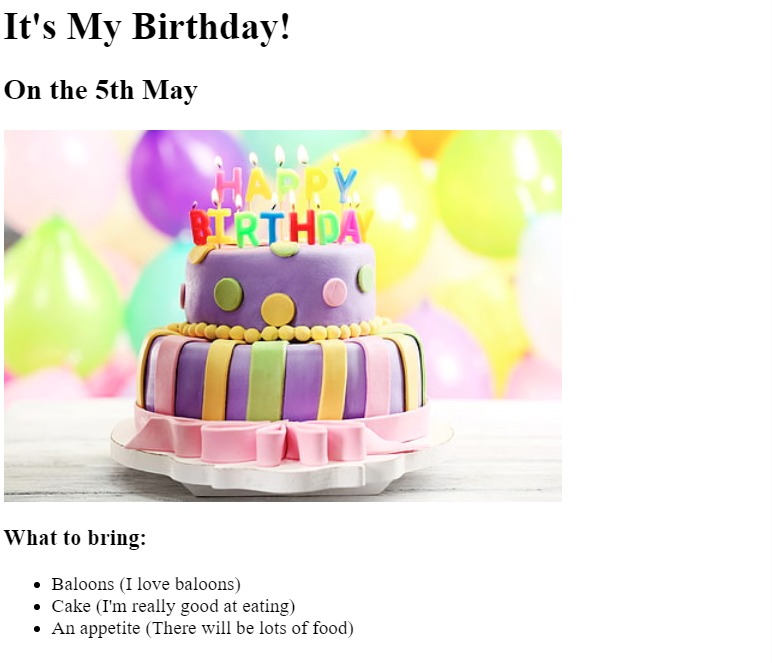 It's My Birthday!
On the 5th May
HAPPY
BIRTHDAY
What to bring:
Baloons (I love baloons)
Cake (I'm really good at eating)
An appetite (There will be lots of food)